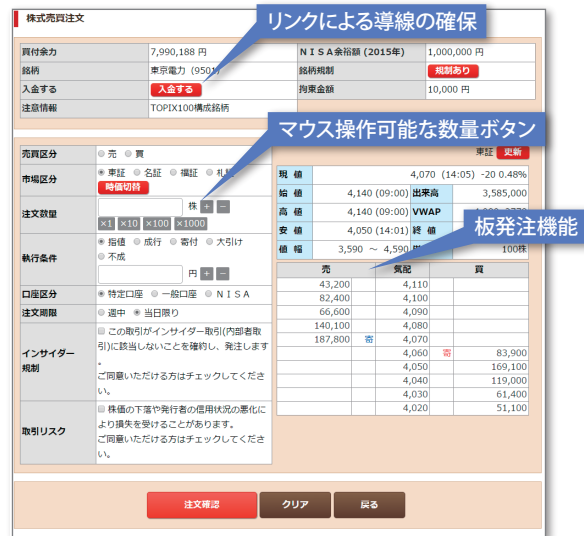 株式売買注文
リンクによる導線の確保
買付余力 7,990,188 円 NISA余裕額 (2015年) 1,000,000 円
銘柄 東京電力 (9501) 銘柄規制 規制あり
入金する 入金する 拘束金額 10,000 円
注意情報 TOPIX100構成銘柄
マウス操作可能な数量ボタン
東証 更新
売買区分 売 買
市場区分 東証 名証 福証 札証
時価切替
現 値 4,070 (14:05) -20 0.48%
始 値 4,140 (09:00) 出来高 3,585,000
注文数量 株 + −
×1 ×10 ×100 ×1000
高 値 4,140 (09:00) VWAP
安 値 4,050 (14:01) 終 値
板発注機能
値 幅 3,590 ～ 4,590 100株
執行条件 指値 成行 寄付 大引け
不成
円 + −
口座区分 特定口座 一般口座 NISA
注文期限 週中 当日限り
インサイダー規制
この取引がインサイダー取引(内部者取
引)に該当しないことを確約し、発注します
。
ご同意いただける方はチェックしてくださ
い。
取引リスク
株価の下落や発行者の信用状況の悪化に
より損失を受けることがあります。
ご同意いただける方はチェックしてくださ
い。
売 気配 買
43,200 4,110
82,400 4,100
66,600 4,090
140,100 4,080
187,800 寄 4,070
4,060 寄 83,900
4,050 169,100
4,040 119,000
4,030 61,400
4,020 51,100
注文確認 クリア 戻る